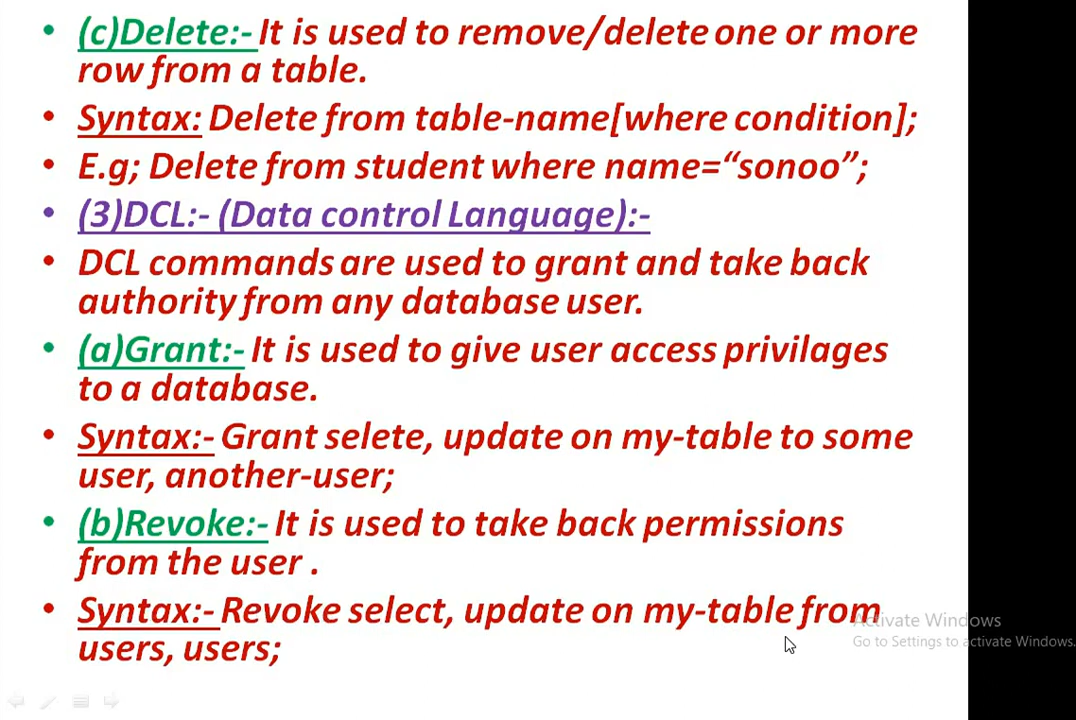 (c)Delete:- It is used to remove/delete one or more
row from a table.
Syntax: Delete from table-name[where condition];
E.g; Delete from student where name=“sonoo”;
(3)DCL:- (Data control Language):-
DCL commands are used to grant and take back
authority from any database user.
(a)Grant:- It is used to give user access privilages
to a database.
Syntax:- Grant selete, update on my-table to some
user, another-user;
(b)Revoke:- It is used to take back permissions
from the user .
Syntax:- Revoke select, update on my-table from
users, users;
Activate Windows
Go to Settings to activate Windows.